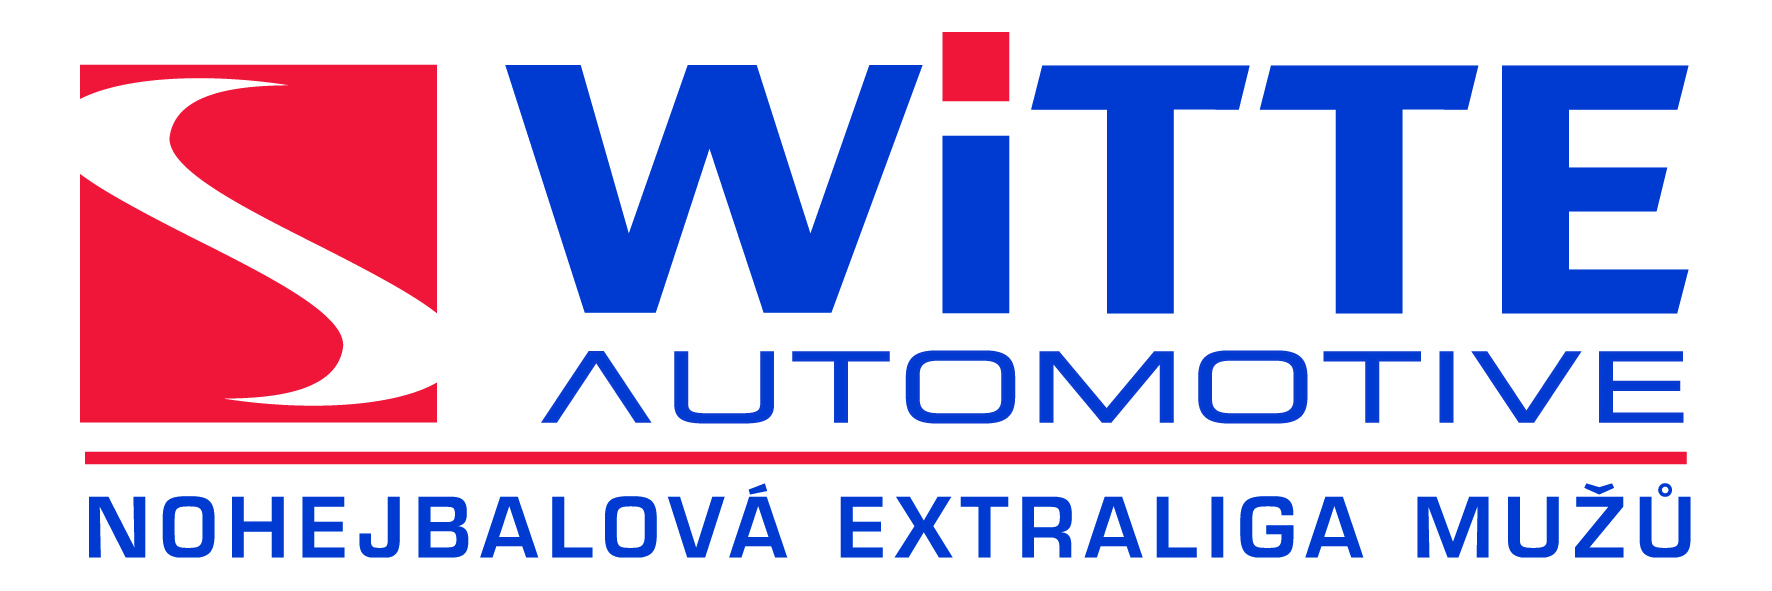 WiTTE
AUTOMOTIVE
NOHEJBALOVÁ EXTRALIGA MUŽŮ